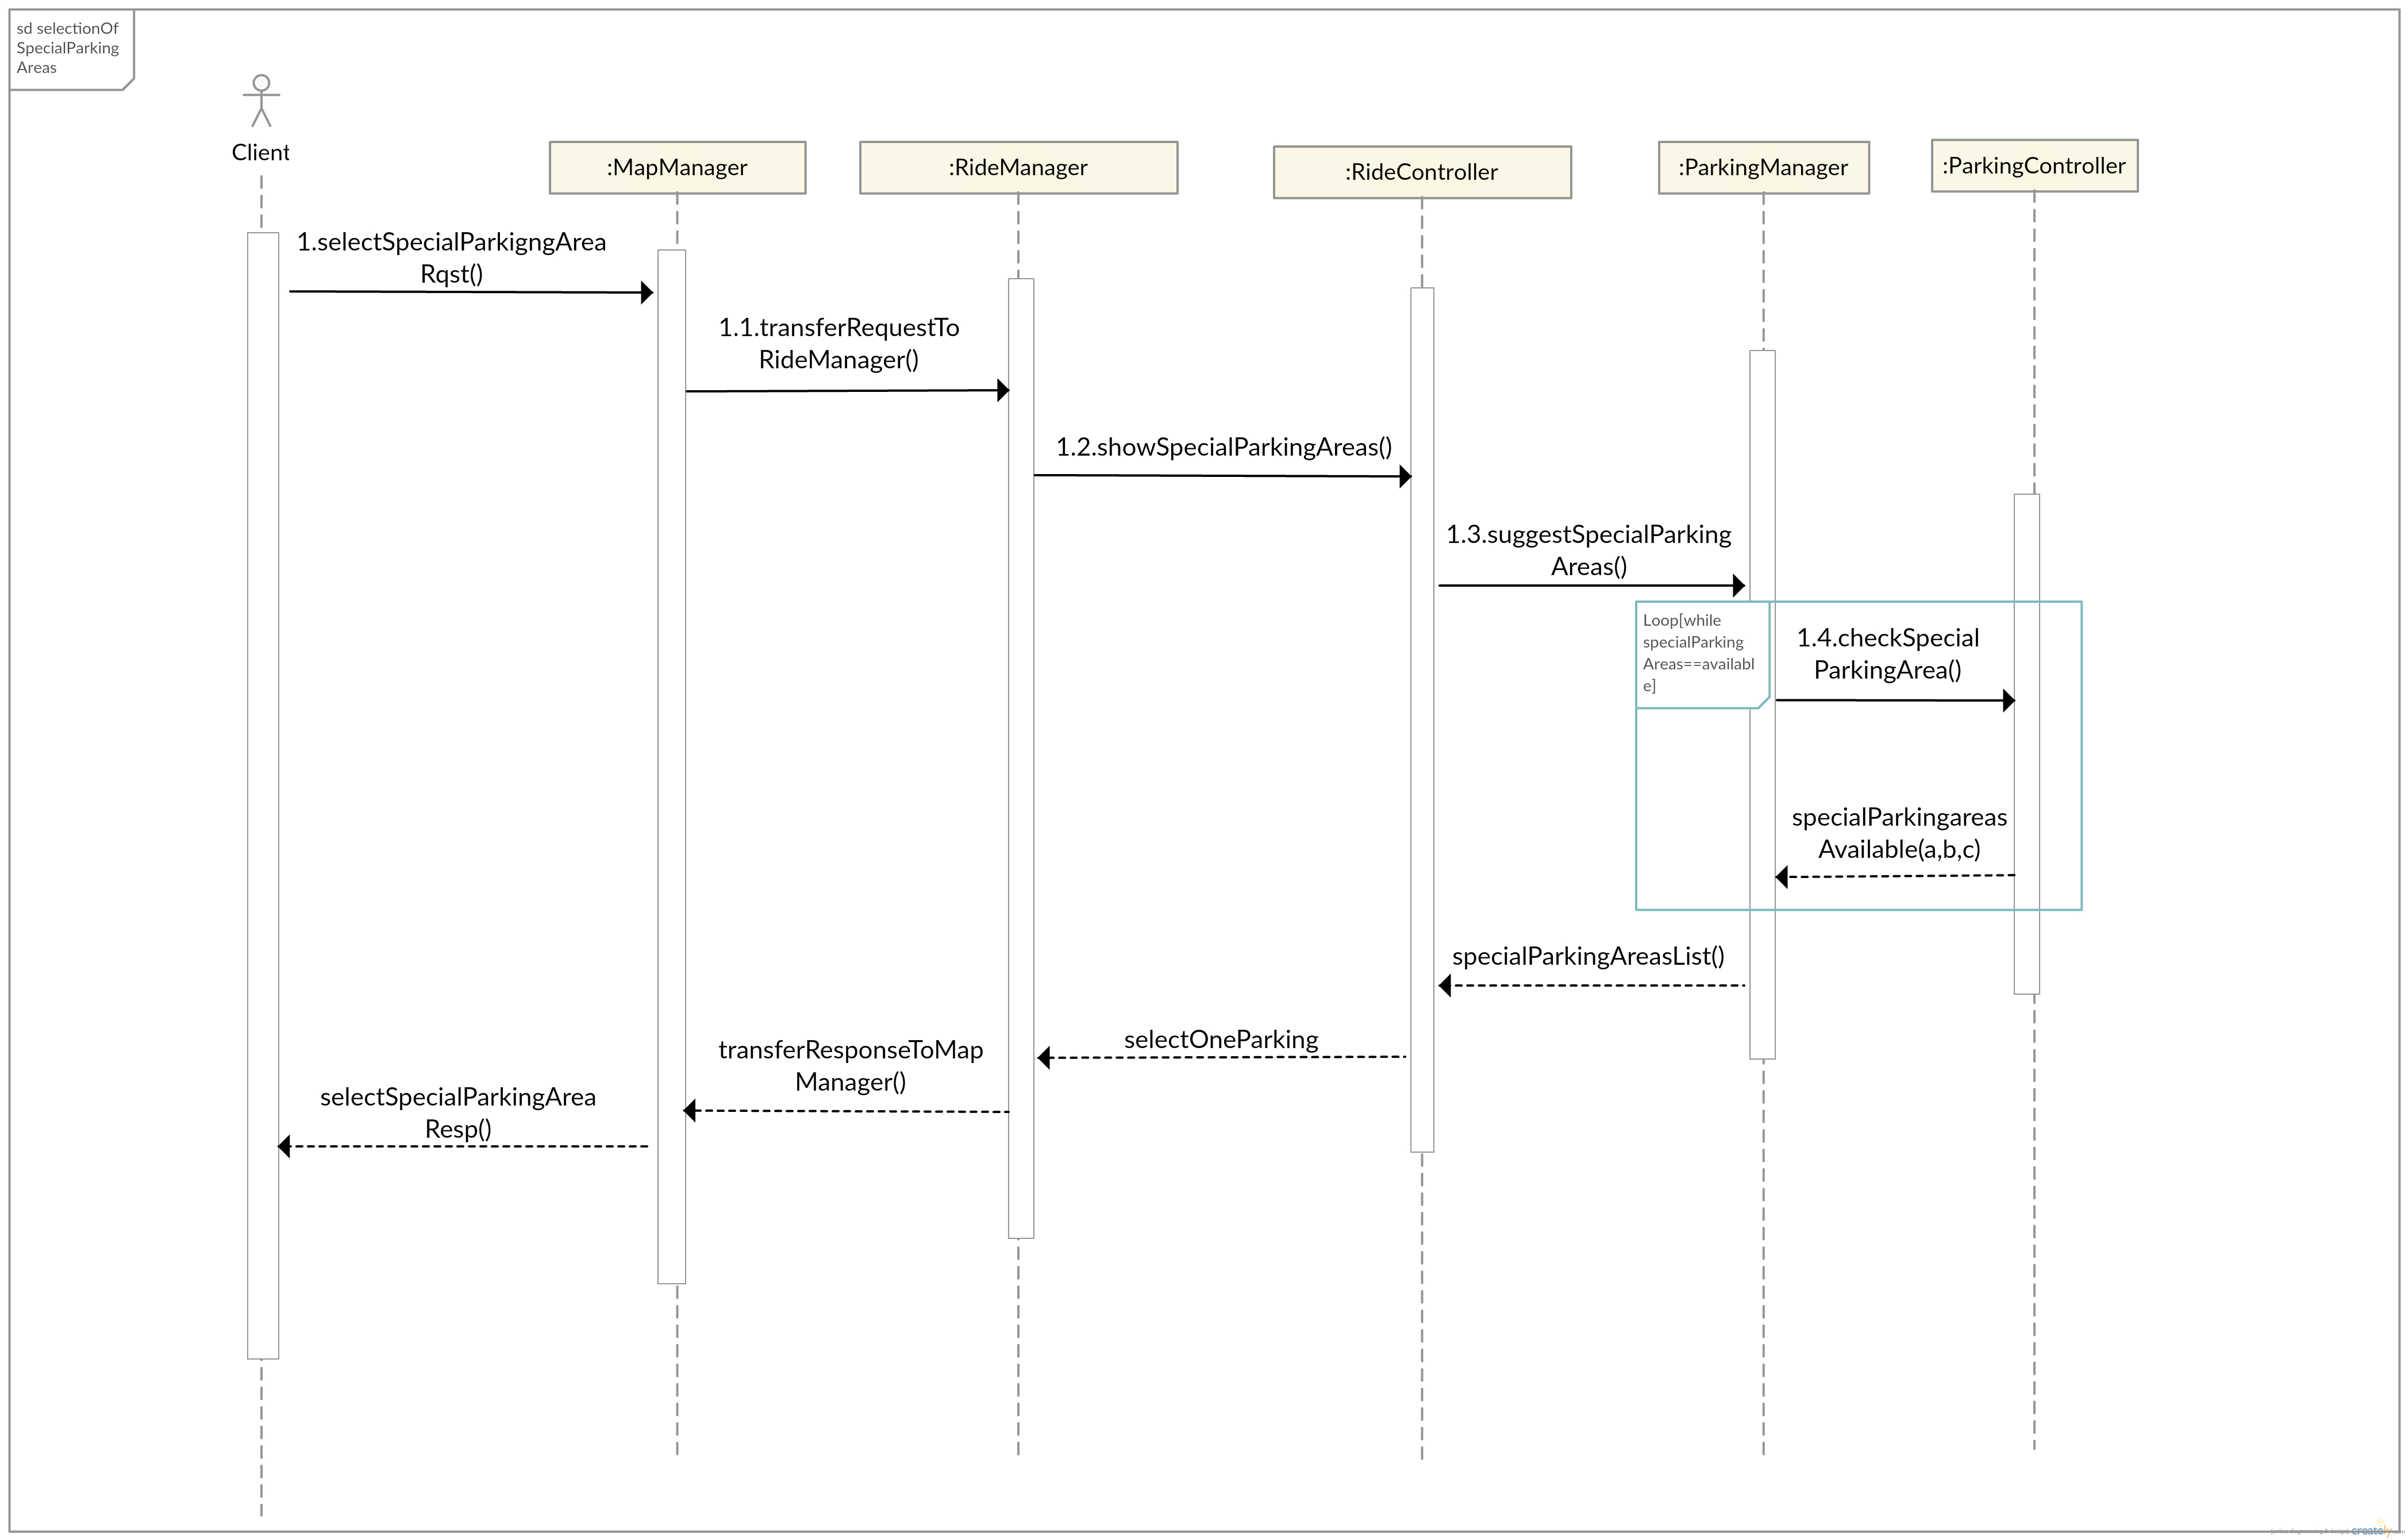 sd selectionOf
SpecialParking
Areas
Client
:MapManager
:RideManager
:RideController
:ParkingManager
:ParkingController
1.selectSpecialParkigngArea
Rqst()
1.1.transferRequestTo
RideManager()
1.2.showSpecialParkingAreas()
1.3.suggestSpecialParking
Areas()
Loop[while
specialParking
Areas==availabl
e]
1.4.checkSpecial
ParkingArea()
specialParkingareas
Available(a,b,c)
specialParkingAreasList()
selectOneParking
transferResponseToMap
Manager()
selectSpecialParkingArea
Resp()
creately